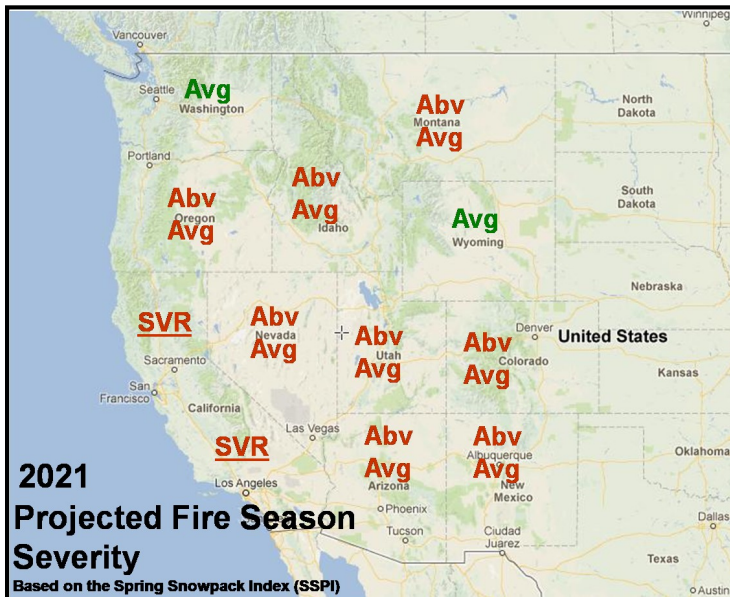 Winnipeg
Vancouver
Seattle
Avg
Washington
Abv
Montana
Avg
North
Dakota
Portland
Abv
Oregon
Avg
Abv
Avg
Idaho
South
Dakota
Avg
Wyoming
Nebraska
SVR
Abv
Nevada
Avg
Abv
Utah
Avg
Abv
Colorado
Avg
Denver
United States
Sacramento
San
Francisco
California
Kansas
Las Vegas
SVR
Los Angeles
Abv
Avg
Arizona
Abv
Albuquerque
Avg
New
Mexico
Oklahoma
Phoenix
Tucson
Ciudad
Juarez
Dallas
Texas
Austin
2021
Projected Fire Season
Severity
Based on the Spring Snowpack Index (SSPI)